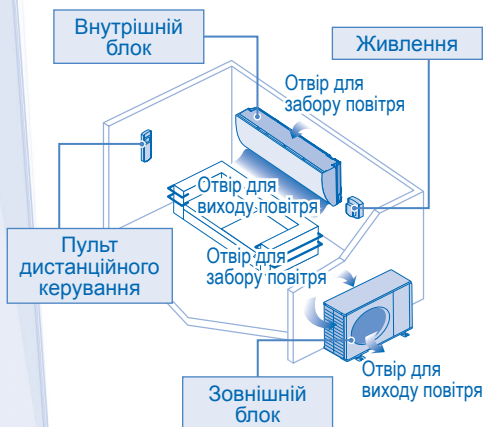 Внутрішній
блок
Живлення
Отвір для
забору повітря
Отвір для
виходу повітря
Пульт
дистанційного
керування
Отвір для
забору повітря
Отвір для
виходу повітря
Зовнішній
блок